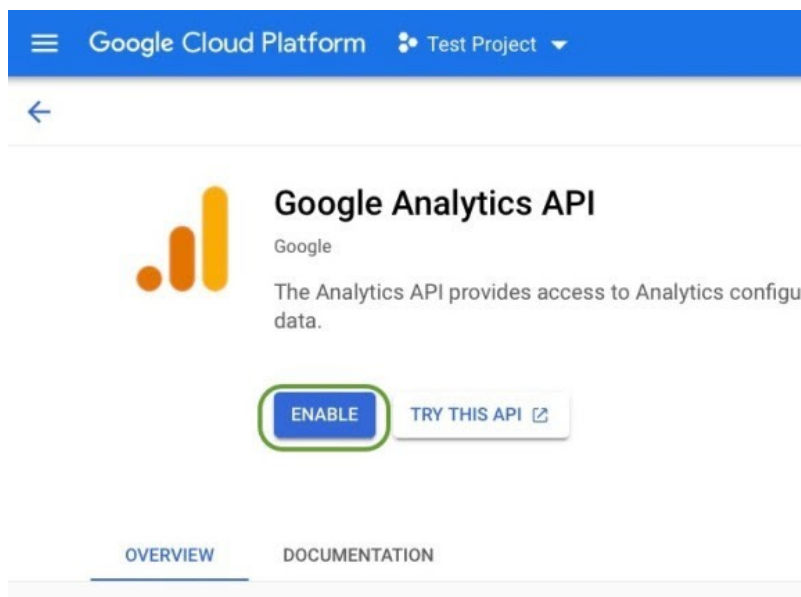 Google Cloud Platform Test Project
Google Analytics API
Google
The Analytics API provides access to Analytics configu
data.
ENABLE TRY THIS API
OVERVIEW DOCUMENTATION